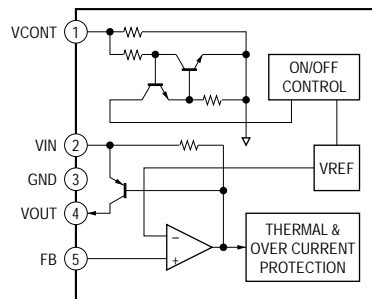 VCONT 1
ON/OFF
CONTROL
VIN 2
VREF
GND 3
VOUT 4
THERMAL &
OVER CURRENT
PROTECTION
−
+
FB 5